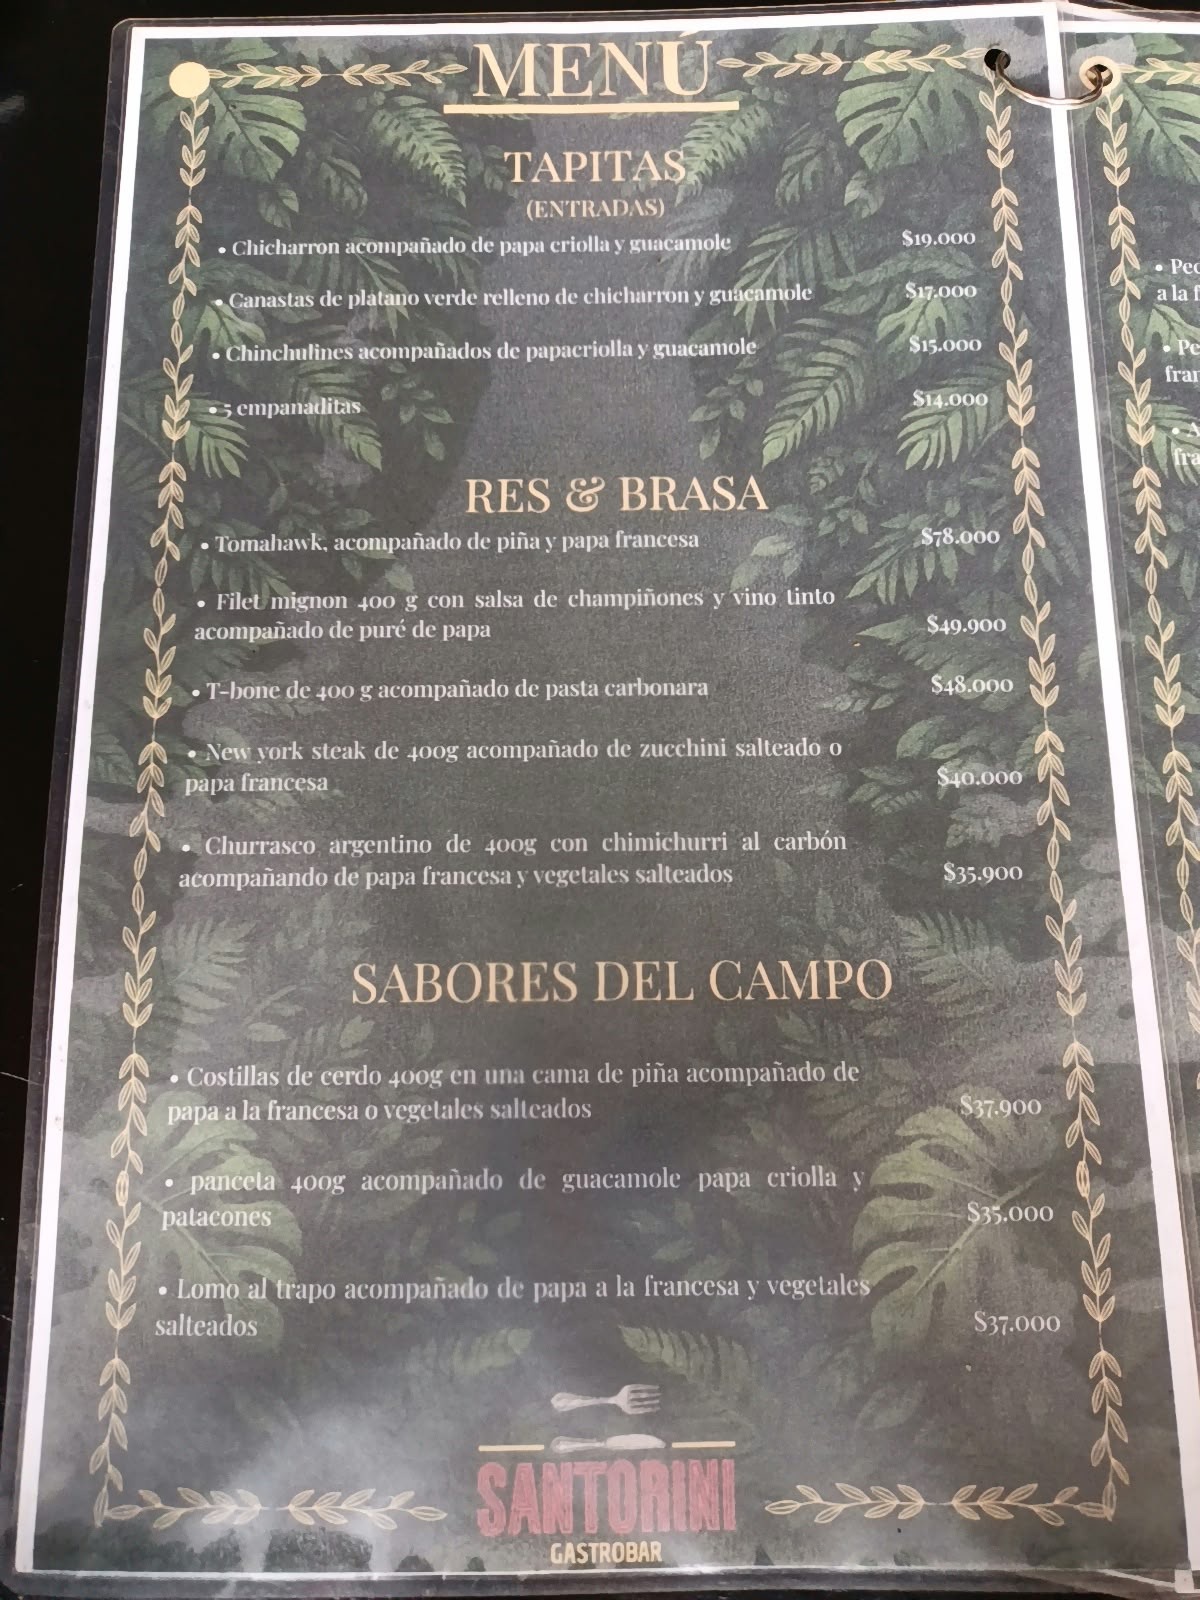 MENÚ
TAPITAS
(ENTRADAS)
• Chicharron acompañado de papa criolla y guacamole $19.000
• Canastas de platano verde relleno de chicharron y guacamole $17.000
• Chinchulines acompañados de papacriolla y guacamole $15.000
• 5 empanaditas $14.000
RES & BRASA
• Tomahawk, acompañado de piña y papa francesa $78.000
• Filet mignon 400 g con salsa de champiñones y vino tinto
acompañado de puré de papa $49.900
• T-bone de 400 g acompañado de pasta carbonara $48.000
• New york steak de 400g acompañado de zucchini salteado o
papa francesa $40.000
• Churrasco argentino de 400g con chimichurri al carbón
acompañando de papa francesa y vegetales salteados $35.900
SABORES DEL CAMPO
• Costillas de cerdo 400g en una cama de piña acompañado de
papa a la francesa o vegetales salteados $37.900
• panceta 400g acompañado de guacamole papa criolla y
patacones $35.000
• Lomo al trapo acompañado de papa a la francesa y vegetales
salteados $37.000
SANTORINI
GASTROBAR
a la